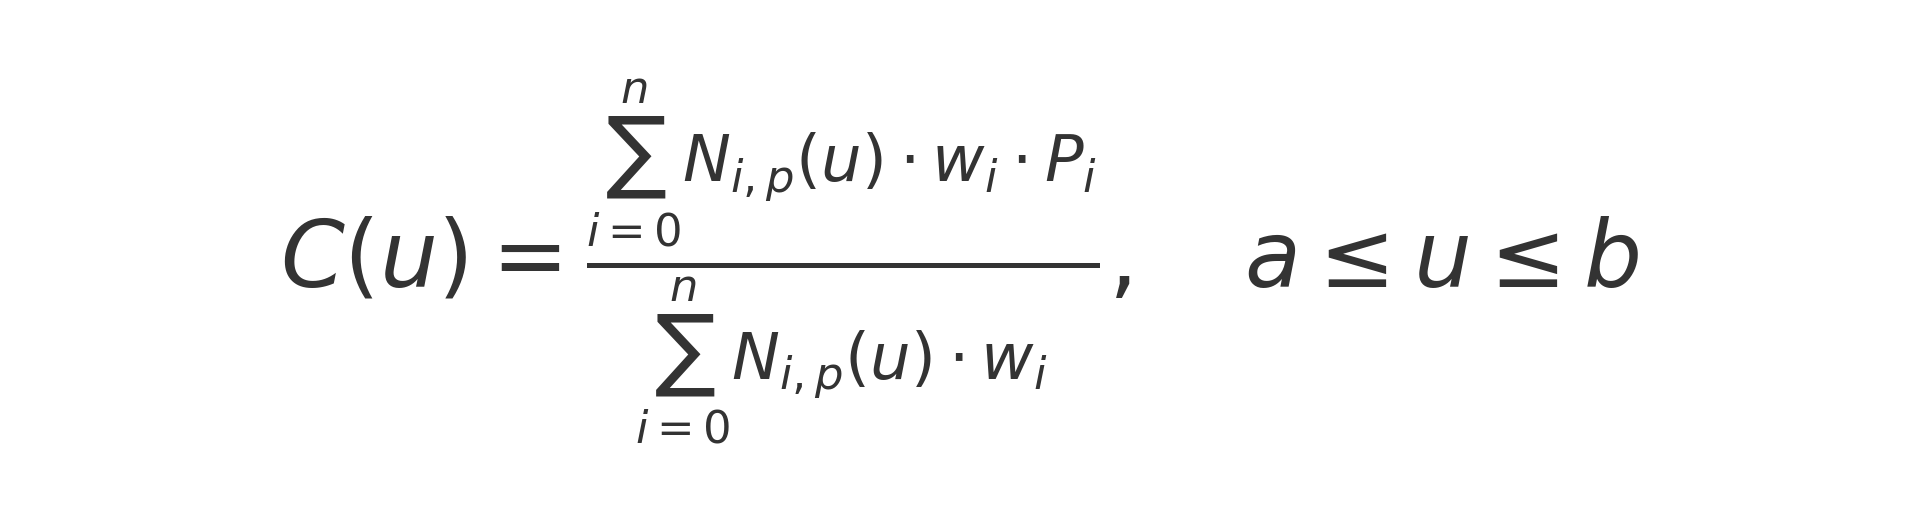 C(u) = \frac{\sum_{i=0}^{n} N_{i,p}(u) \cdot w_i \cdot P_i}{\sum_{i=0}^{n} N_{i,p}(u) \cdot w_i}, \quad a \leq u \leq b